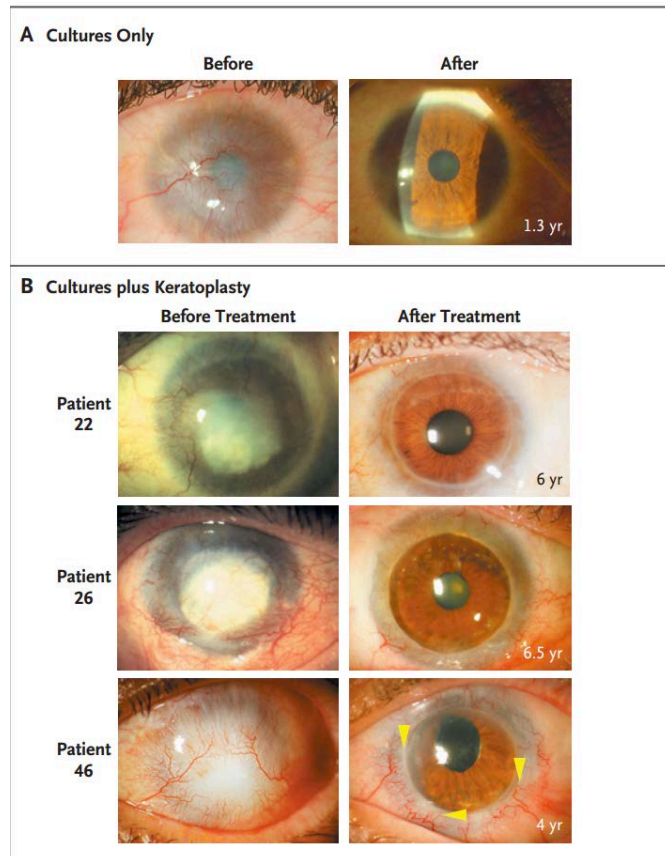 A Cultures Only
Before After
1.3 yr
B Cultures plus Keratoplasty
Before Treatment After Treatment
Patient
22
6 yr
Patient
26
6.5 yr
Patient
46
4 yr